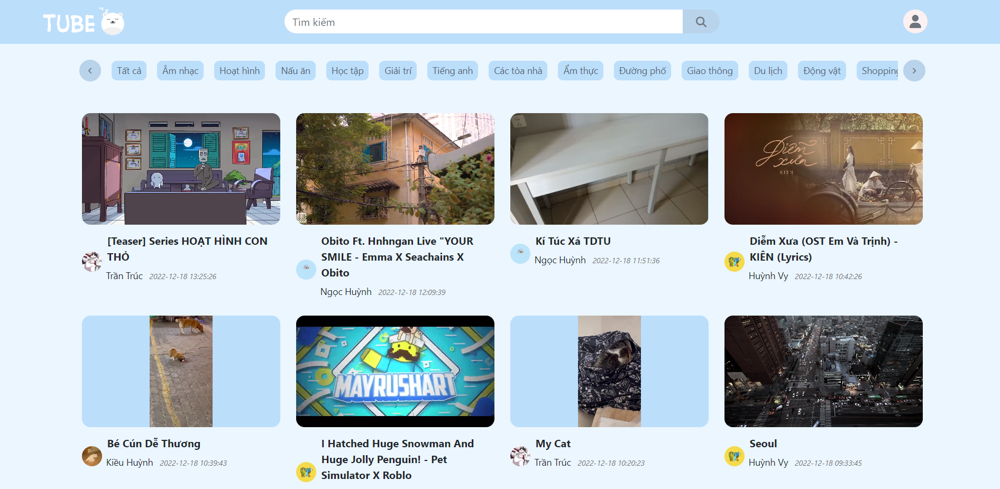 TUBE
Tìm kiếm
Tất cả
Âm nhạc
Hoạt hình
Nấu ăn
Học tập
Giải trí
Tiếng anh
Các tòa nhà
Ẩm thực
Đường phố
Giao thông
Du lịch
Động vật
Shopping
Diễm
xưa
KIÊN
[Teaser] Series HOẠT HÌNH CON
THỎ
Trần Trúc 2022-12-18 13:25:26
Obito Ft. Hnhngan Live "YOUR
SMILE - Emma X Seachains X
Obito
Ngọc Huỳnh 2022-12-18 12:09:39
Kí Túc Xá TDTU
Ngọc Huỳnh 2022-12-18 11:51:36
Diễm Xưa (OST Em Và Trịnh) -
KIÊN (Lyrics)
Huỳnh Vy 2022-12-18 10:42:26
MAYRUSHART
Bé Cún Dễ Thương
Kiều Huỳnh 2022-12-18 10:39:43
I Hatched Huge Snowman And
Huge Jolly Penguin! - Pet
Simulator X Roblo
My Cat
Trần Trúc 2022-12-18 10:20:23
Seoul
Huỳnh Vy 2022-12-18 09:33:45